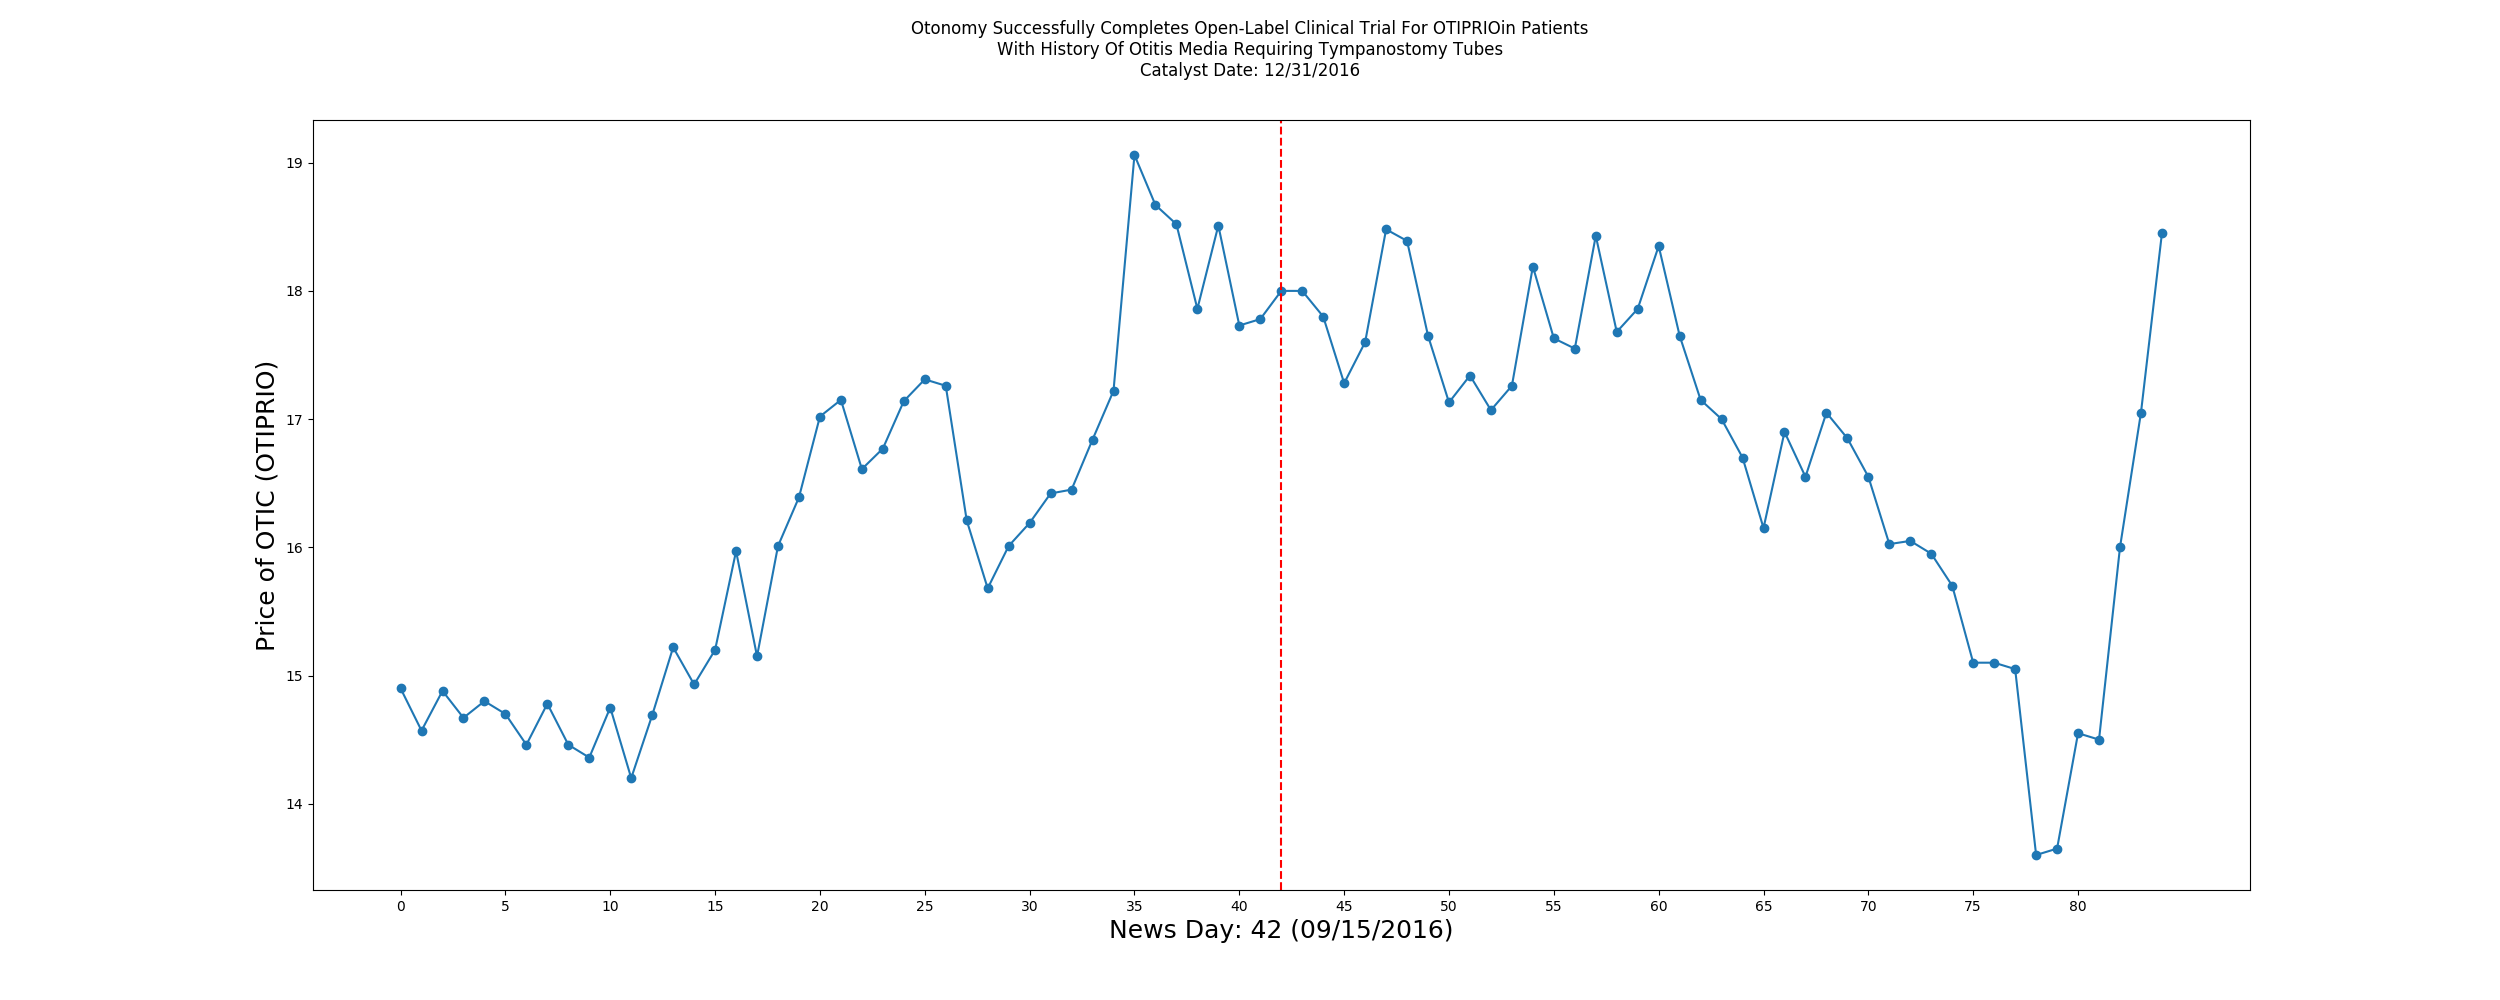 Otonomy Successfully Completes Open-Label Clinical Trial For OTIPRIOin Patients
With History Of Otitis Media Requiring Tympanostomy Tubes
Catalyst Date: 12/31/2016
Price of OTIC (OTIPRIO)
19
18
17
16
15
14
0 5 10 15 20 25 30 35 40 45 50 55 60 65 70 75 80
News Day: 42 (09/15/2016)